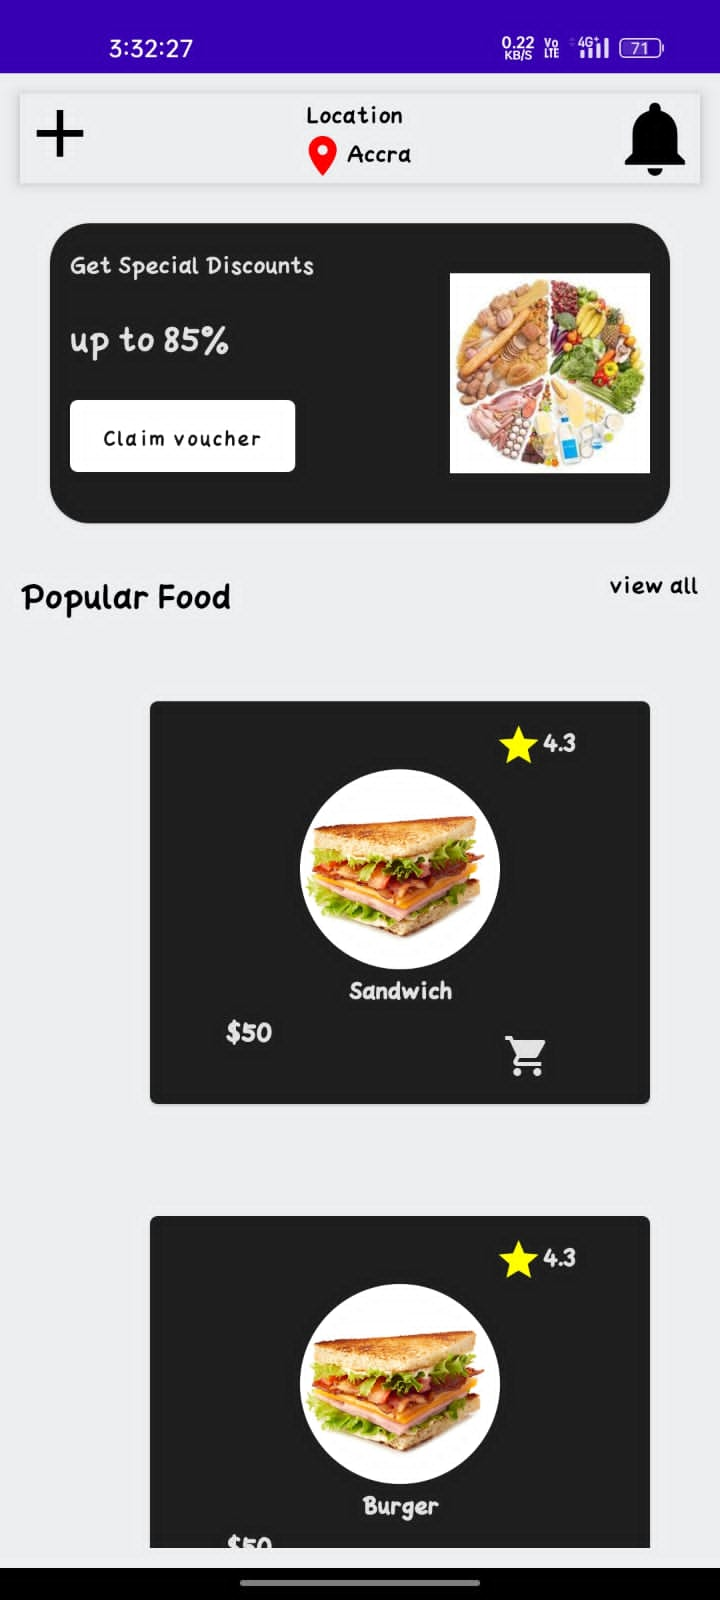 3:32:27
0.22
KB/S
Vo
LTE
4G+
71
Location
Accra
Get Special Discounts
up to 85%
Claim voucher
Popular Food
view all
4.3
Sandwich
$50
4.3
Burger
$50